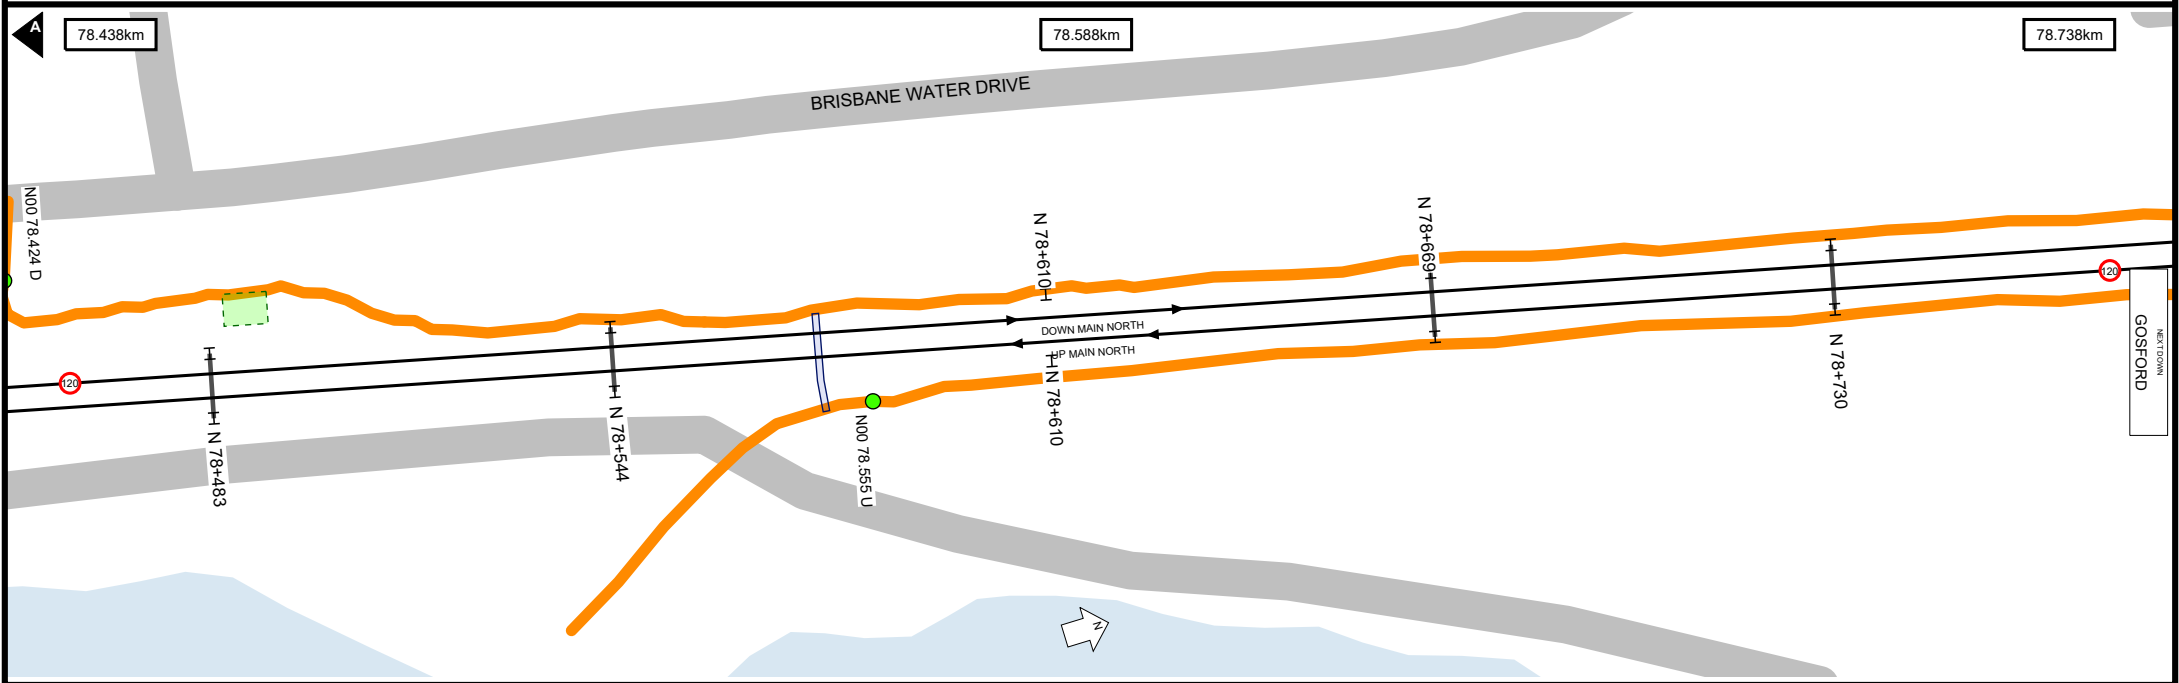 A
78.438km
78.588km
78.738km
BRISBANE WATER DRIVE
N00 78.424 D
N 78+610
N 78+669
120
120
DOWN MAIN NORTH
UP MAIN NORTH
NEXT DOWN
GOSFORD
N 78+483
N 78+544
N00 78.555 U
N 78+610
N 78+730
N